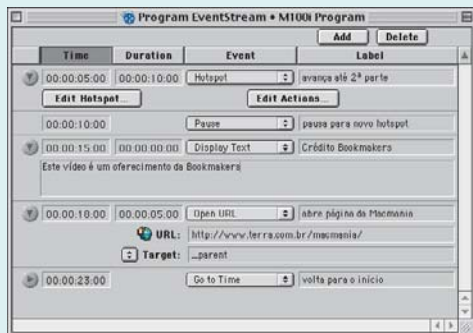 Program EventStream • M100i Program
Add Delete
Time Duration Event Label
00:00:05:00 00:00:10:00 Hotspot avança até 2ª parte
Edit Hotspot... Edit Actions...
00:00:10:00 Pause pausa para novo hotspot
00:00:15:00 00:00:00:00 Display Text Crédito Bookmakers
Este vídeo é um oferecimento da Bookmakers
00:00:18:00 00:00:05:00 Open URL abre página da Macmania
URL: http://www.terra.com.br/macmania/
Target: _parent
00:00:23:00 Go to Time volta para o início